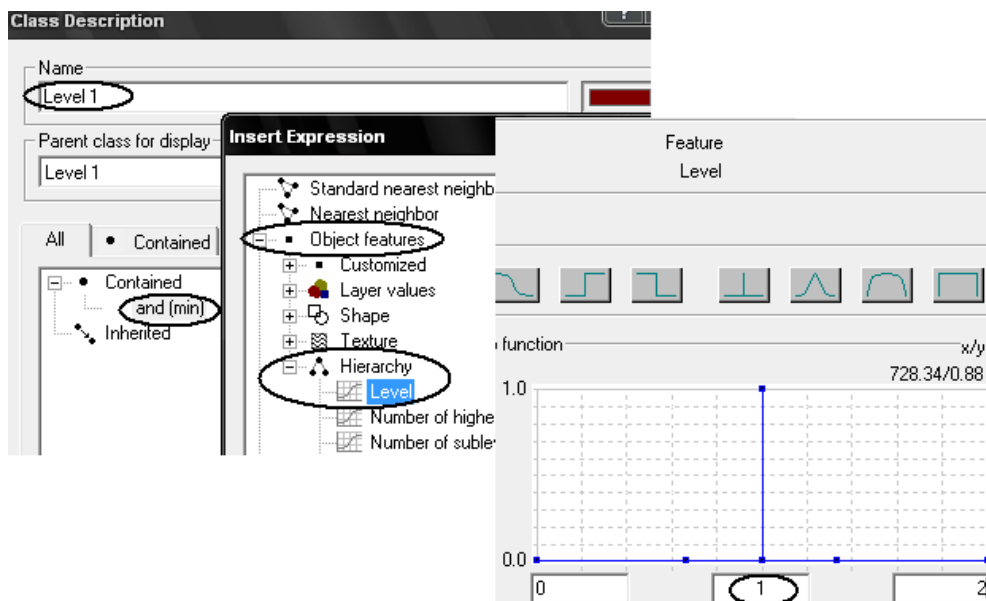 Class Description
?
Name
Level 1
Parent class for display
Level 1
All
Contained
Contained
and (min)
Inherited
Insert Expression
Standard nearest neighb
Nearest neighbor
Object features
Customized
Layer values
Shape
Texture
Hierarchy
Level
Number of highe
Number of suble
Feature
Level
function
x/y
728.34/0.88
1.0
0.0
0
1
2